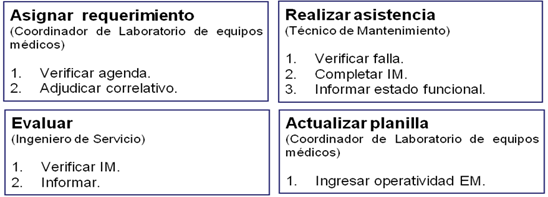 Asignar requerimiento
(Coordinador de Laboratorio de equipos
médicos)
1. Verificar agenda.
2. Adjudicar correlativo.
Realizar asistencia
(Técnico de Mantenimiento)
1. Verificar falla.
2. Completar IM.
3. Informar estado funcional.
Evaluar
(Ingeniero de Servicio)
1. Verificar IM.
2. Informar.
Actualizar planilla
(Coordinador de Laboratorio de equipos
médicos)
1. Ingresar operatividad EM.